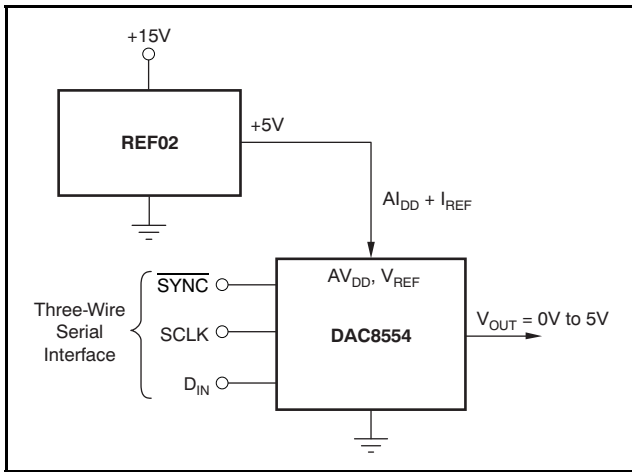 +15V
REF02
+5V
AI_DD + I_REF
Three-Wire
Serial
Interface
SYNC
SCLK
D_IN
AV_DD, V_REF
DAC8554
V_OUT = 0V to 5V